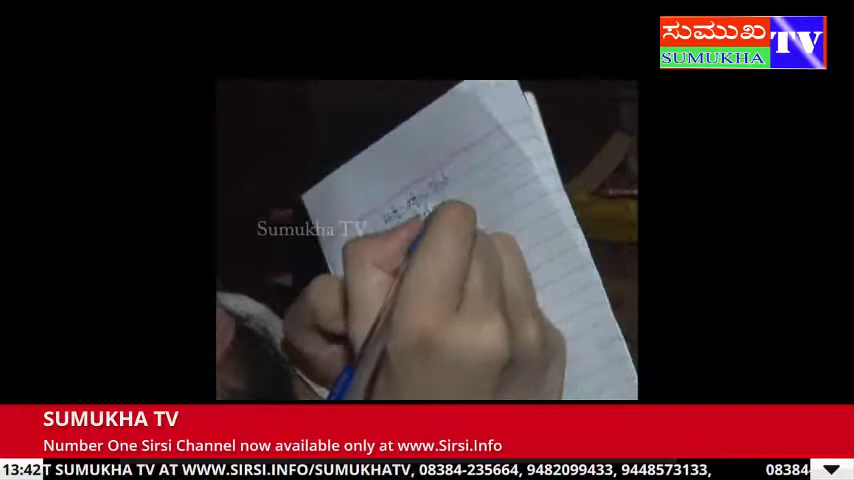 ಸುಮುಖ
SUMUKHA
TV
Sumukha TV
SUMUKHA TV
Number One Sirsi Channel now available only at www.Sirsi.Info
13:42 T SUMUKHA TV AT WWW.SIRSI.INFO/SUMUKHATV, 08384-235664, 9482099433, 9448573133, 08384-